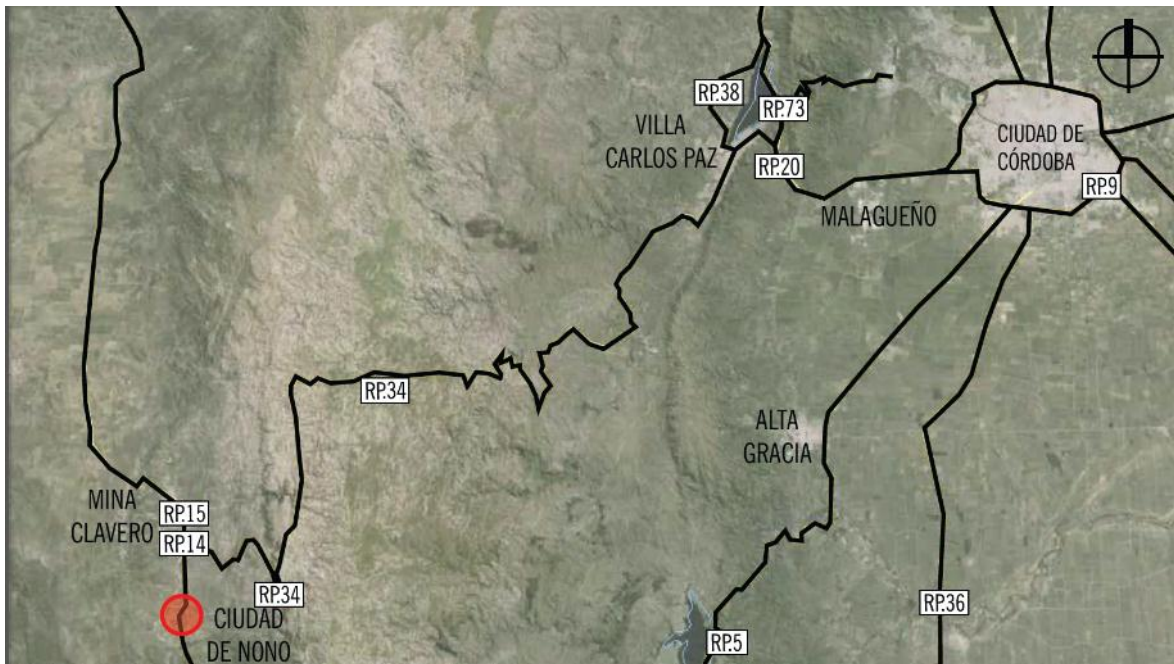 RP.38
RP.73
VILLA
CARLOS PAZ
RP.20
CIUDAD DE
CÓRDOBA
RP.9
MALAGUEÑO
RP.34
ALTA
GRACIA
MINA
CLAVERO
RP.15
RP.14
RP.34
CIUDAD
DE NONO
RP.36
RP.5